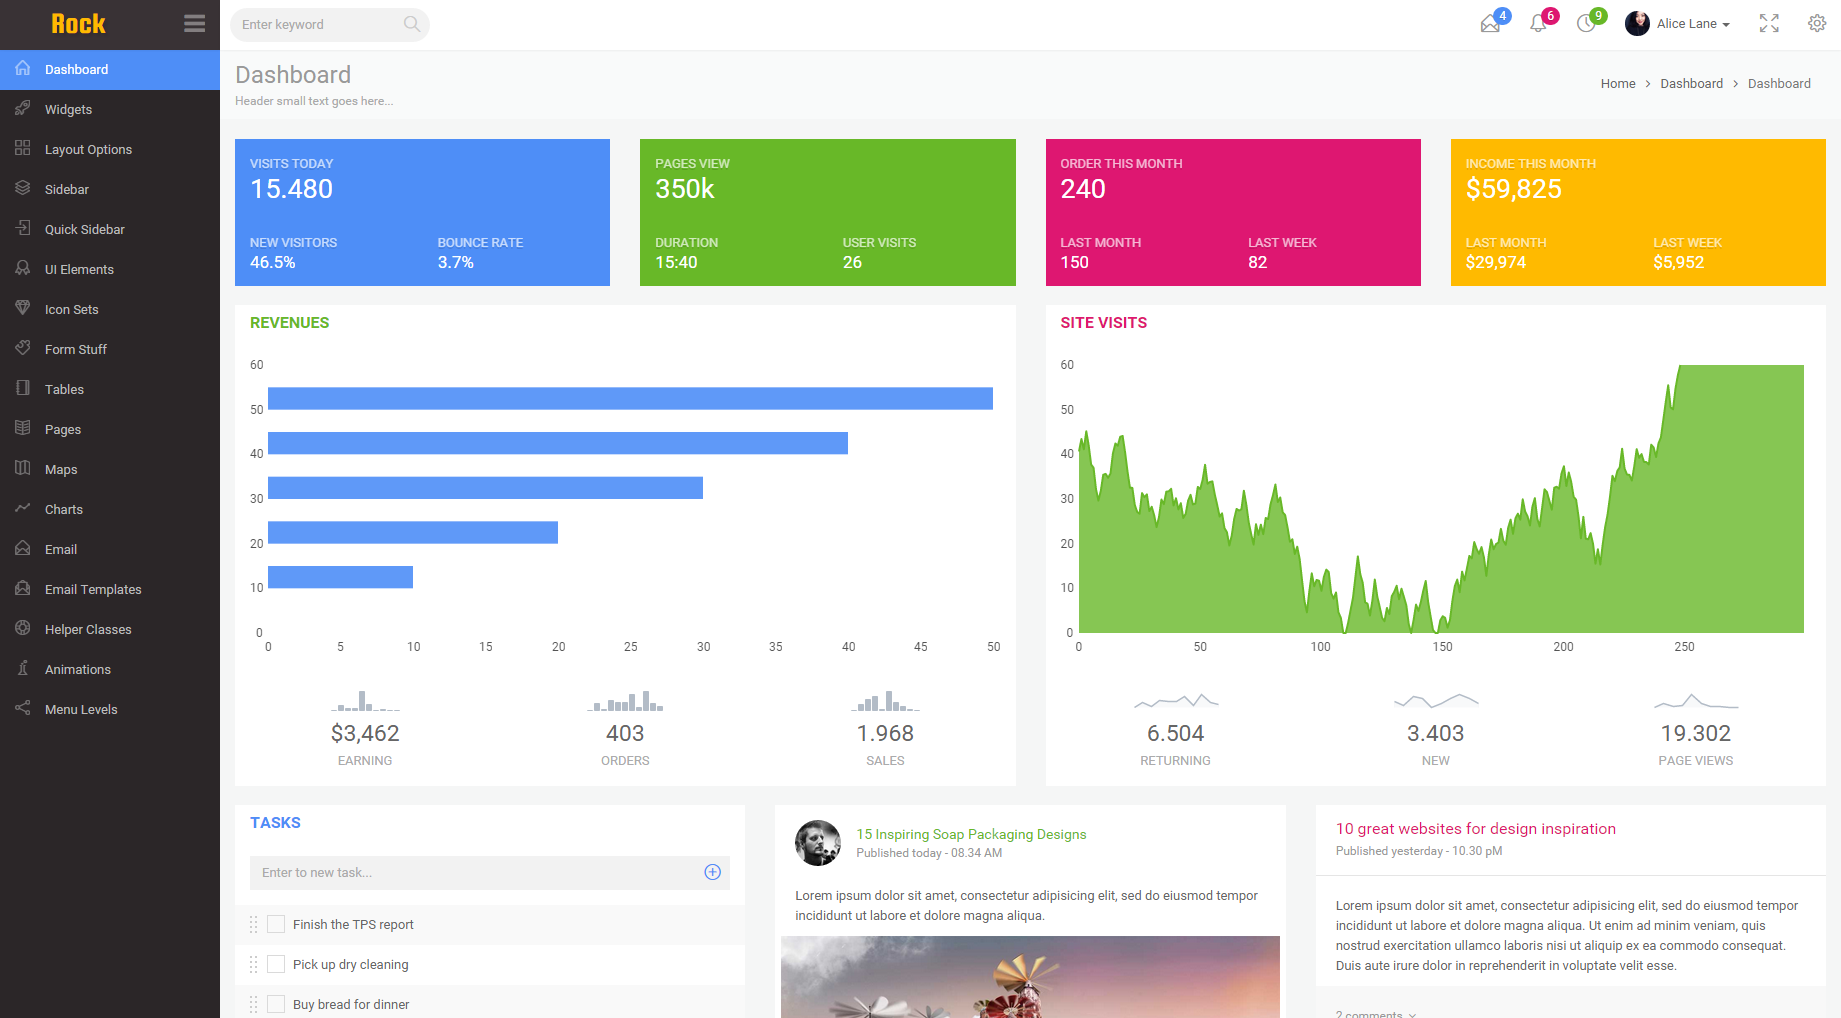 Rock
Enter keyword
4
6
9
Alice Lane
Dashboard
Widgets
Layout Options
Sidebar
Quick Sidebar
UI Elements
Icon Sets
Form Stuff
Tables
Pages
Maps
Charts
Email
Email Templates
Helper Classes
Animations
Menu Levels
Dashboard
Header small text goes here...
Home > Dashboard > Dashboard
VISITS TODAY
15.480
NEW VISITORS
46.5%
BOUNCE RATE
3.7%
PAGES VIEW
350k
DURATION
15:40
USER VISITS
26
ORDER THIS MONTH
240
LAST MONTH
150
LAST WEEK
82
INCOME THIS MONTH
$59,825
LAST MONTH
$29,974
LAST WEEK
$5,952
REVENUES
60
50
40
30
20
10
0
0 5 10 15 20 25 30 35 40 45 50
$3,462
EARNING
403
ORDERS
1.968
SALES
SITE VISITS
60
50
40
30
20
10
0
0 50 100 150 200 250
6.504
RETURNING
3.403
NEW
19.302
PAGE VIEWS
TASKS
Enter to new task...
Finish the TPS report
Pick up dry cleaning
Buy bread for dinner
15 Inspiring Soap Packaging Designs
Published today - 08.34 AM
Lorem ipsum dolor sit amet, consectetur adipisicing elit, sed do eiusmod tempor
incididunt ut labore et dolore magna aliqua.
10 great websites for design inspiration
Published yesterday - 10.30 pM
Lorem ipsum dolor sit amet, consectetur adipisicing elit, sed do eiusmod tempor
incididunt ut labore et dolore magna aliqua. Ut enim ad minim veniam, quis
nostrud exercitation ullamco laboris nisi ut aliquip ex ea commodo consequat.
Duis aute irure dolor in reprehenderit in voluptate velit esse.
2 comments